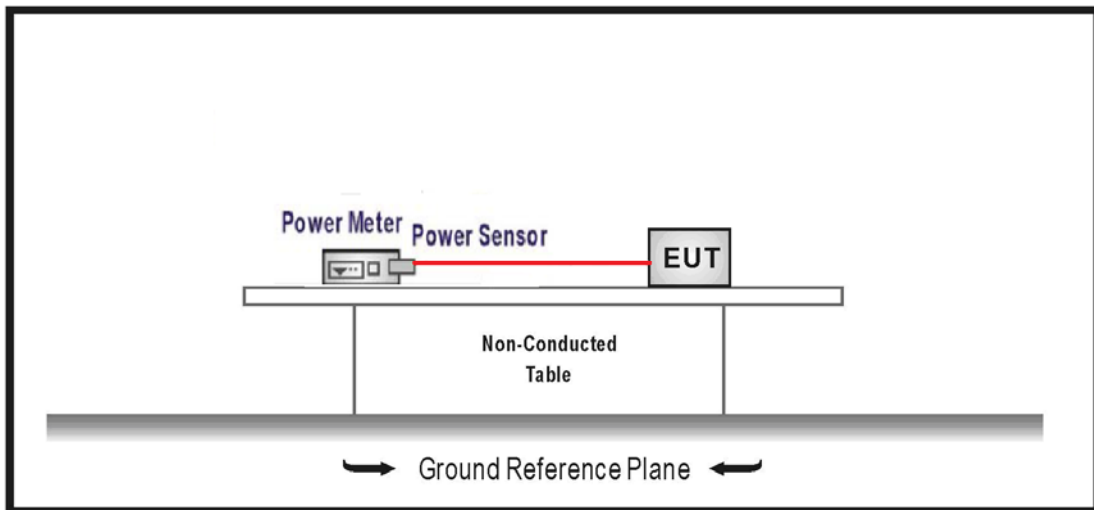 Power Meter
Power Sensor
EUT
Non-Conducted
Table
Ground Reference Plane